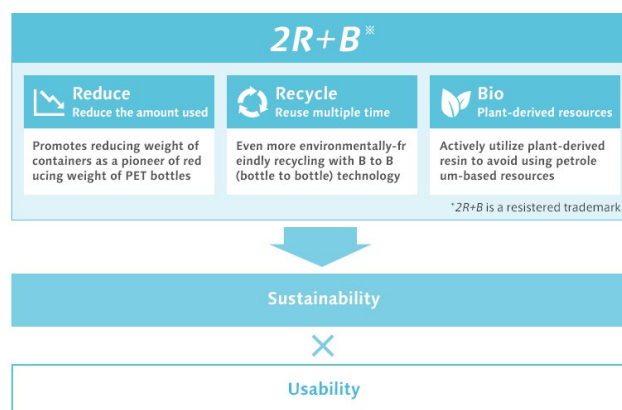 2R+B※
Reduce
Reduce the amount used
Promotes reducing weight of
containers as a pioneer of red
ucing weight of PET bottles
Recycle
Reuse multiple time
Even more environmentally-fr
eindly recycling with B to B
(bottle to bottle) technology
Bio
Plant-derived resources
Actively utilize plant-derived
resin to avoid using petrole
um-based resources
*2R+B is a resistered trademark
Sustainability
×
Usability